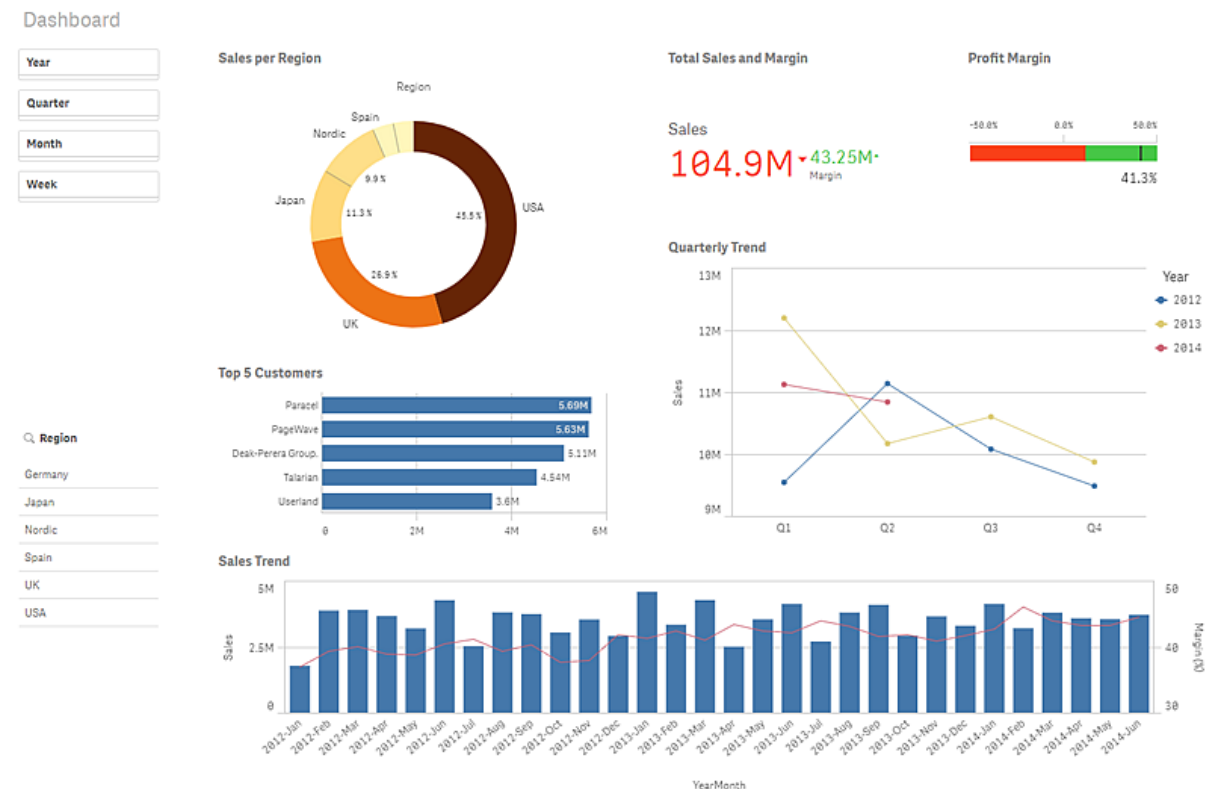 Dashboard
Year
Quarter
Month
Week
Region
Germany
Japan
Nordic
Spain
UK
USA
Sales per Region
Region
Spain
Nordic
Japan
USA
UK
9.9%
11.3%
45.5%
26.9%
Total Sales and Margin
Sales
104.9M
43.25M
Margin
Profit Margin
-50.0% 0.0% 50.0%
41.3%
Top 5 Customers
Paracel 5.69M
PageWave 5.63M
Deak-Perera Group. 5.11M
Talarian 4.54M
Userland 3.6M
0 2M 4M 6M
Quarterly Trend
13M
12M
11M
10M
9M
Sales
Q1 Q2 Q3 Q4
Year
2012
2013
2014
Sales Trend
5M
2.5M
0
Sales
50
40
30
Margin (%)
2012-Jan 2012-Feb 2012-Mar 2012-Apr 2012-May 2012-Jun 2012-Jul 2012-Aug 2012-Sep 2012-Oct 2012-Nov 2012-Dec 2013-Jan 2013-Feb 2013-Mar 2013-Apr 2013-May 2013-Jun 2013-Jul 2013-Aug 2013-Sep 2013-Oct 2013-Nov 2013-Dec 2014-Jan 2014-Feb 2014-Mar 2014-Apr 2014-May 2014-Jun
YearMonth